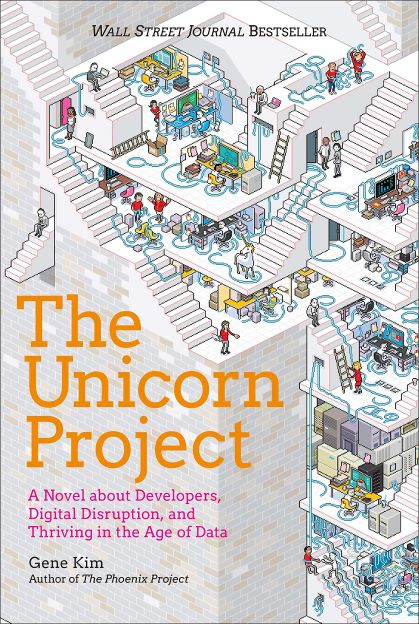 WALL STREET JOURNAL BESTSELLER
The
Unicorn
Project
A Novel about Developers,
Digital Disruption, and
Thriving in the Age of Data
Gene Kim
Author of The Phoenix Project